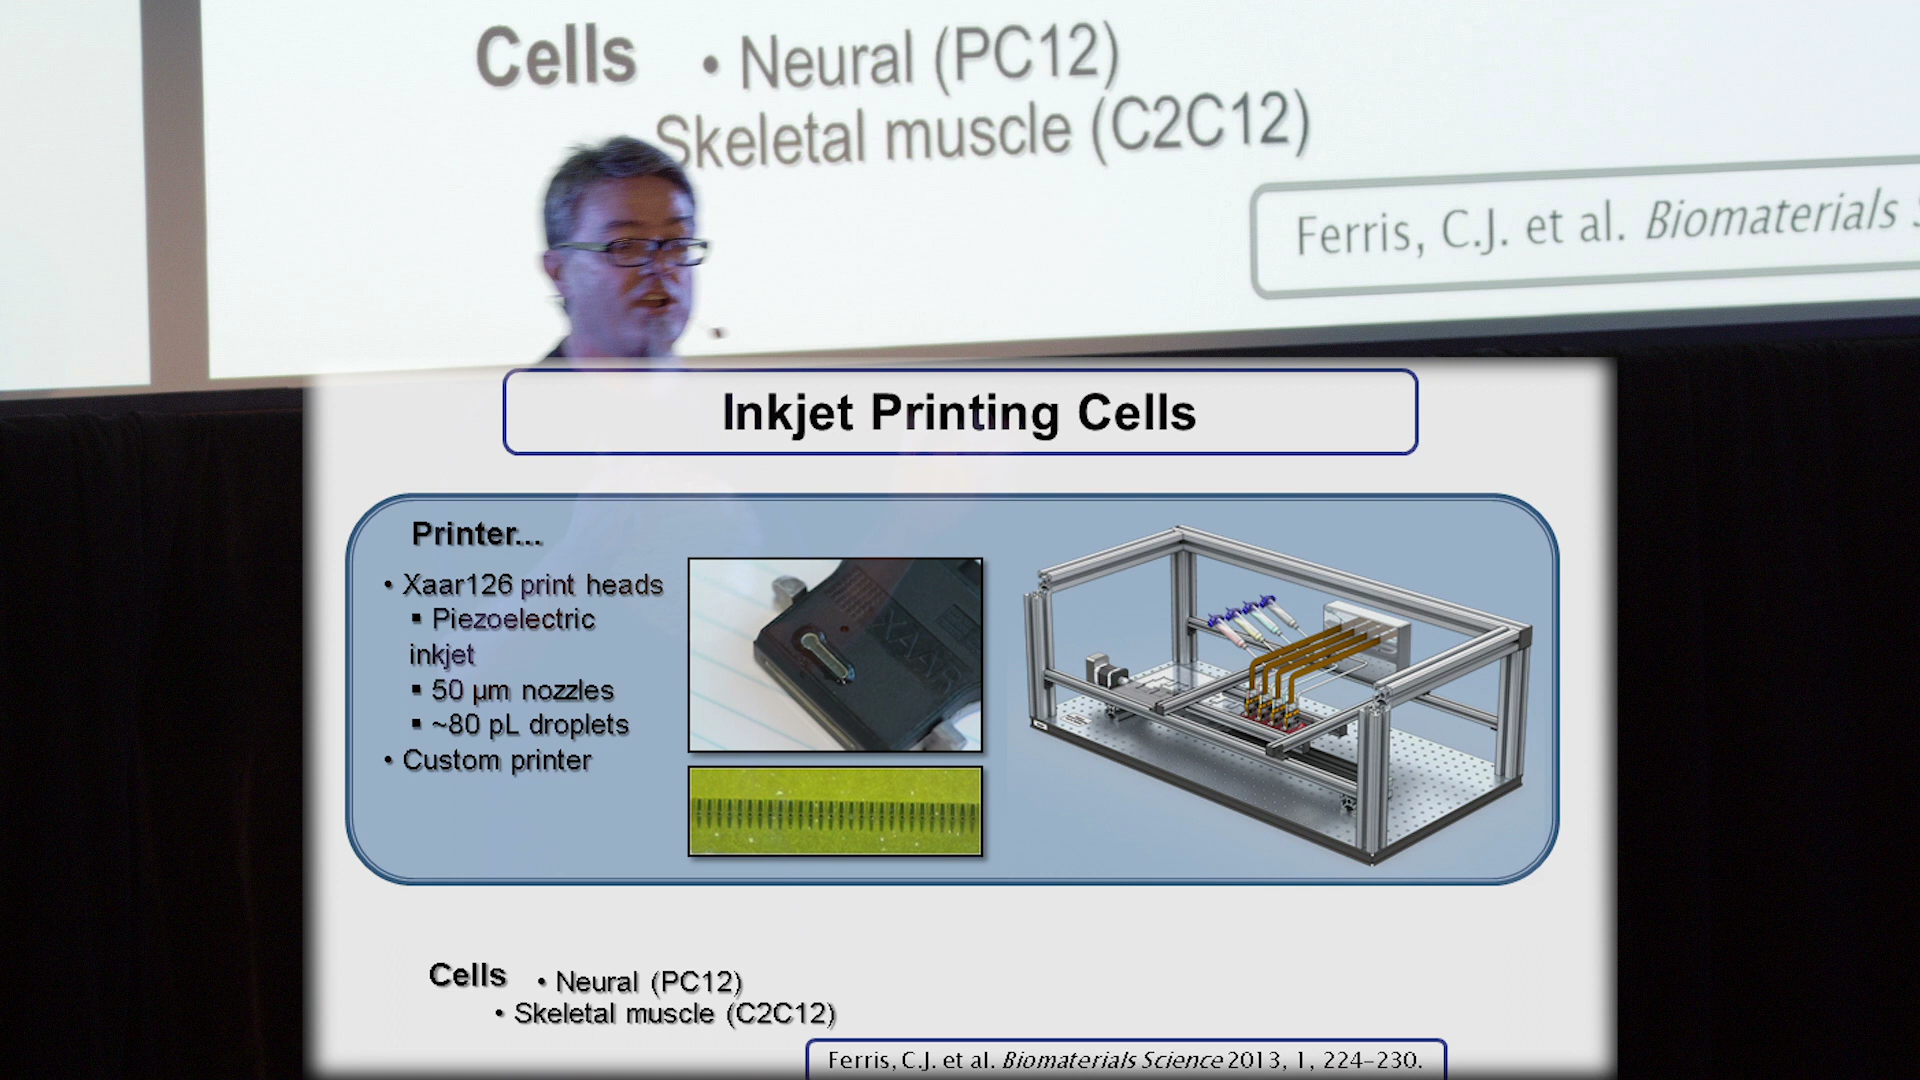 Cells • Neural (PC12)
Skeletal muscle (C2C12)
Ferris, C.J. et al. Biomaterials
Inkjet Printing Cells
Printer...
• Xaar126 print heads
▪ Piezoelectric
inkjet
▪ 50 µm nozzles
▪ ~80 pL droplets
• Custom printer
XAAR
Cells • Neural (PC12)
• Skeletal muscle (C2C12)
Ferris, C.J. et al. Biomaterials Science 2013, 1, 224-230.